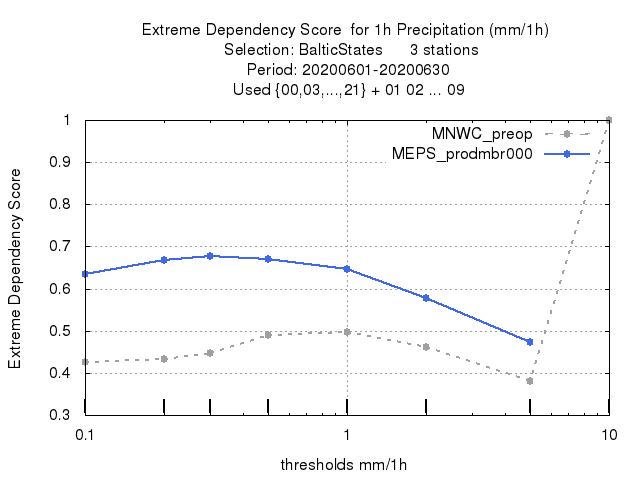 Extreme Dependency Score  for 1h Precipitation (mm/1h)
Selection: BalticStates      3 stations
Period: 20200601-20200630
Used {00,03,...,21} + 01 02 ... 09
MNWC_preop
MEPS_prodmbr000
Extreme Dependency Score
1
0.9
0.8
0.7
0.6
0.5
0.4
0.3
0.1
1
10
thresholds mm/1h